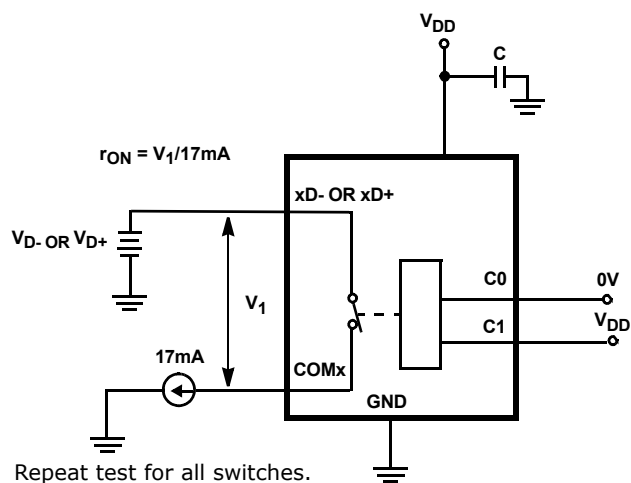 VDD
C
rON = V1/17mA
xD- OR xD+
VD- OR VD+
V1
C0
0V
C1
VDD
17mA
COMx
GND
Repeat test for all switches.